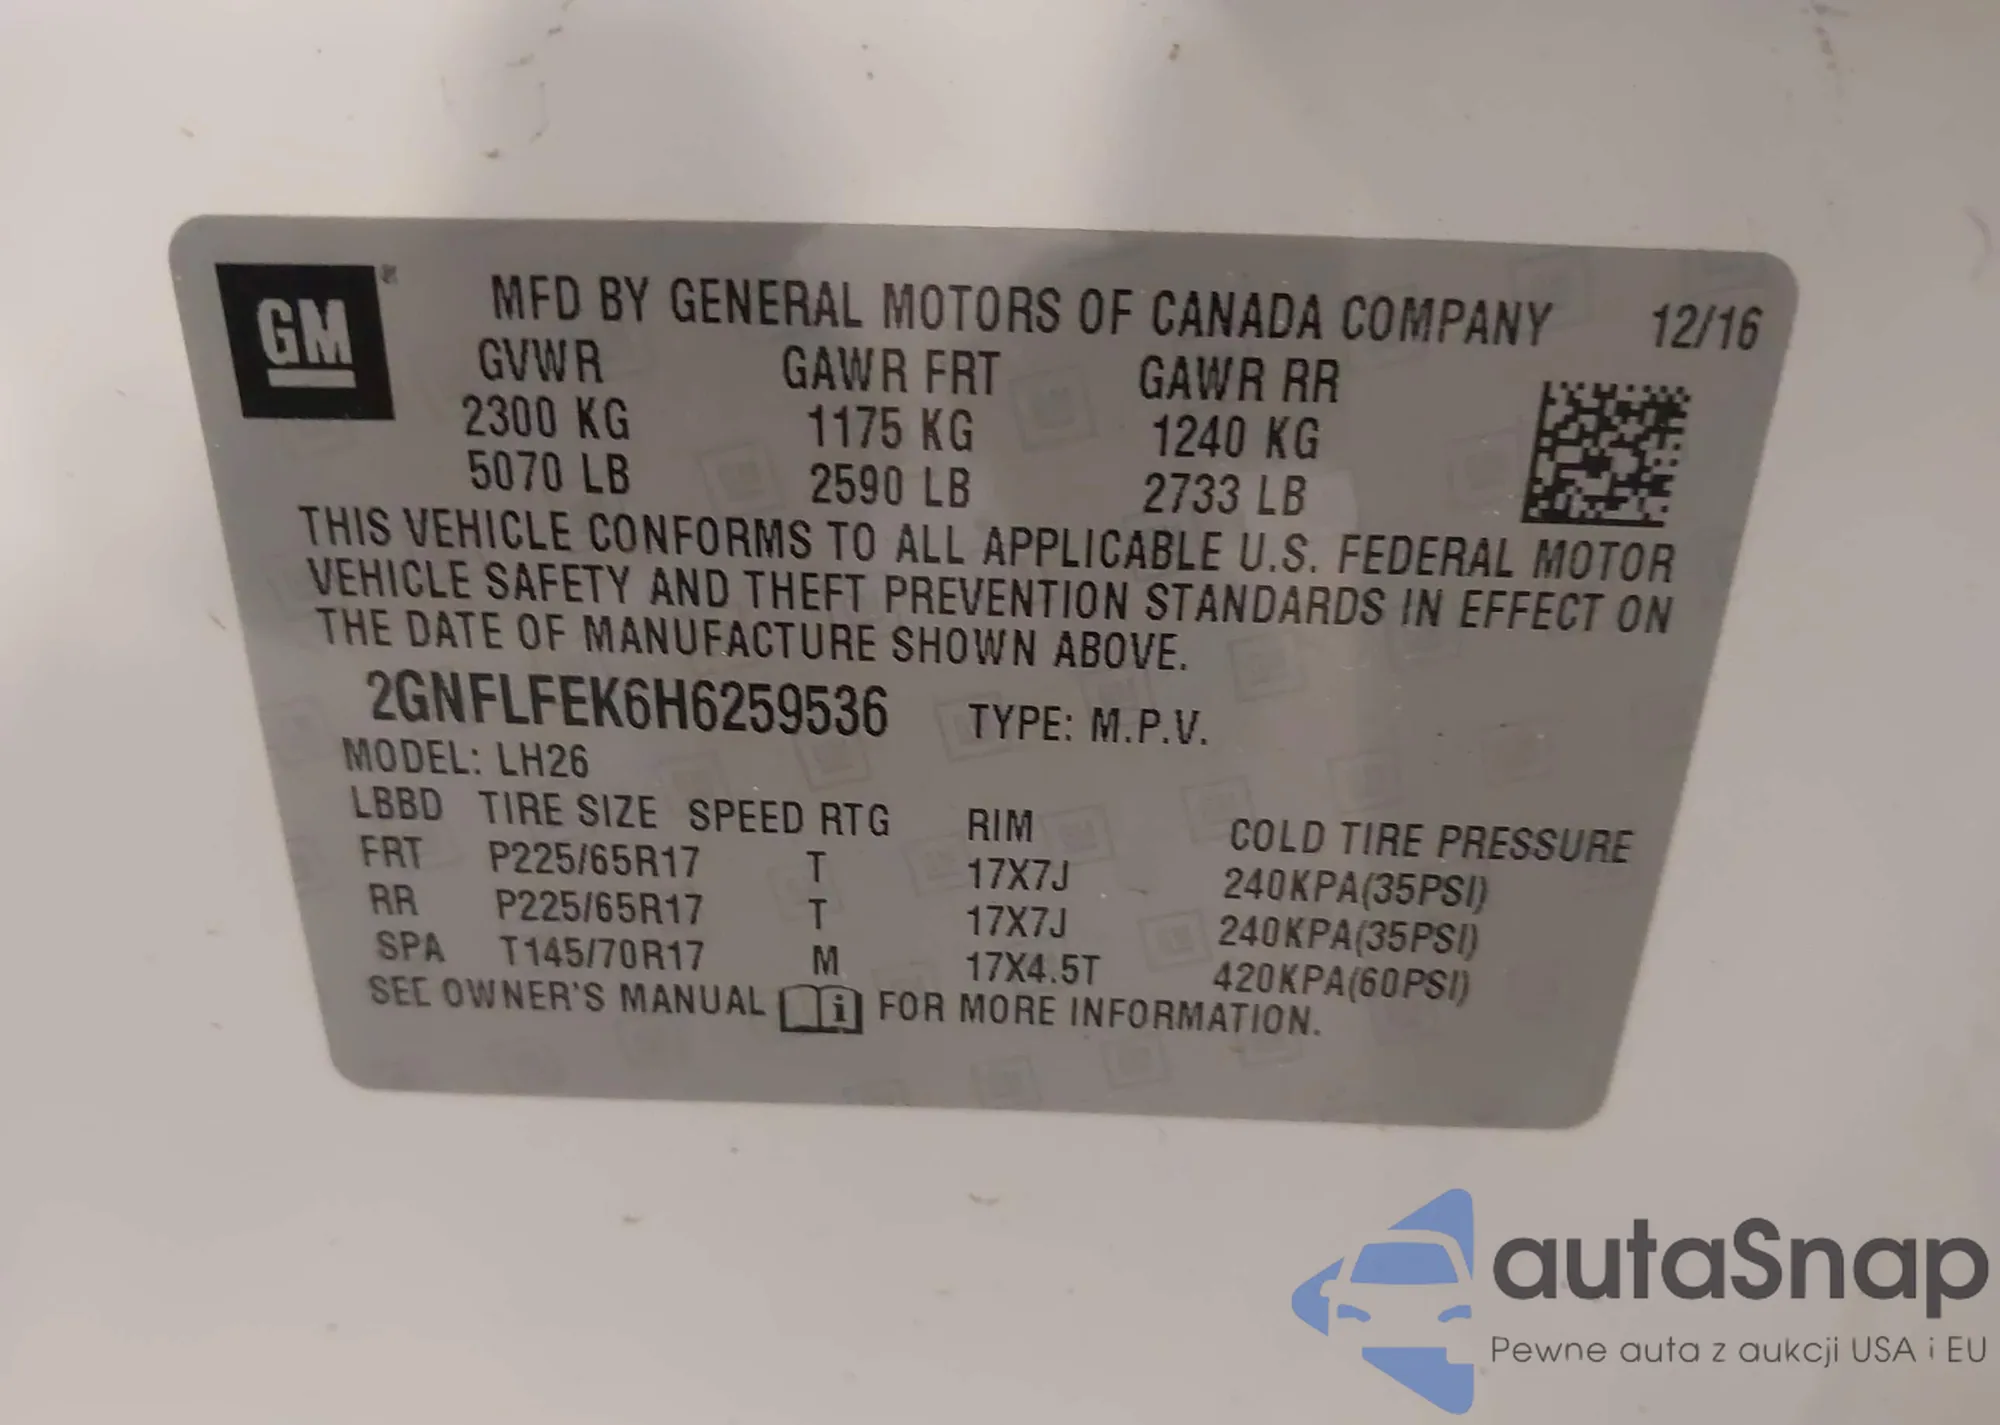 GM ®
MFD BY GENERAL MOTORS OF CANADA COMPANY 12/16
GVWR GAWR FRT GAWR RR
2300 KG 1175 KG 1240 KG
5070 LB 2590 LB 2733 LB
THIS VEHICLE CONFORMS TO ALL APPLICABLE U.S. FEDERAL MOTOR
VEHICLE SAFETY AND THEFT PREVENTION STANDARDS IN EFFECT ON
THE DATE OF MANUFACTURE SHOWN ABOVE.
2GNFLFEK6H6259536 TYPE: M.P.V.
MODEL: LH26
LBBD TIRE SIZE SPEED RTG RIM COLD TIRE PRESSURE
FRT P225/65R17 T 17X7J 240KPA(35PSI)
RR P225/65R17 T 17X7J 240KPA(35PSI)
SPA T145/70R17 M 17X4.5T 420KPA(60PSI)
SEE OWNER'S MANUAL i FOR MORE INFORMATION.
autaSnap
Pewne auta z aukcji USA i EU